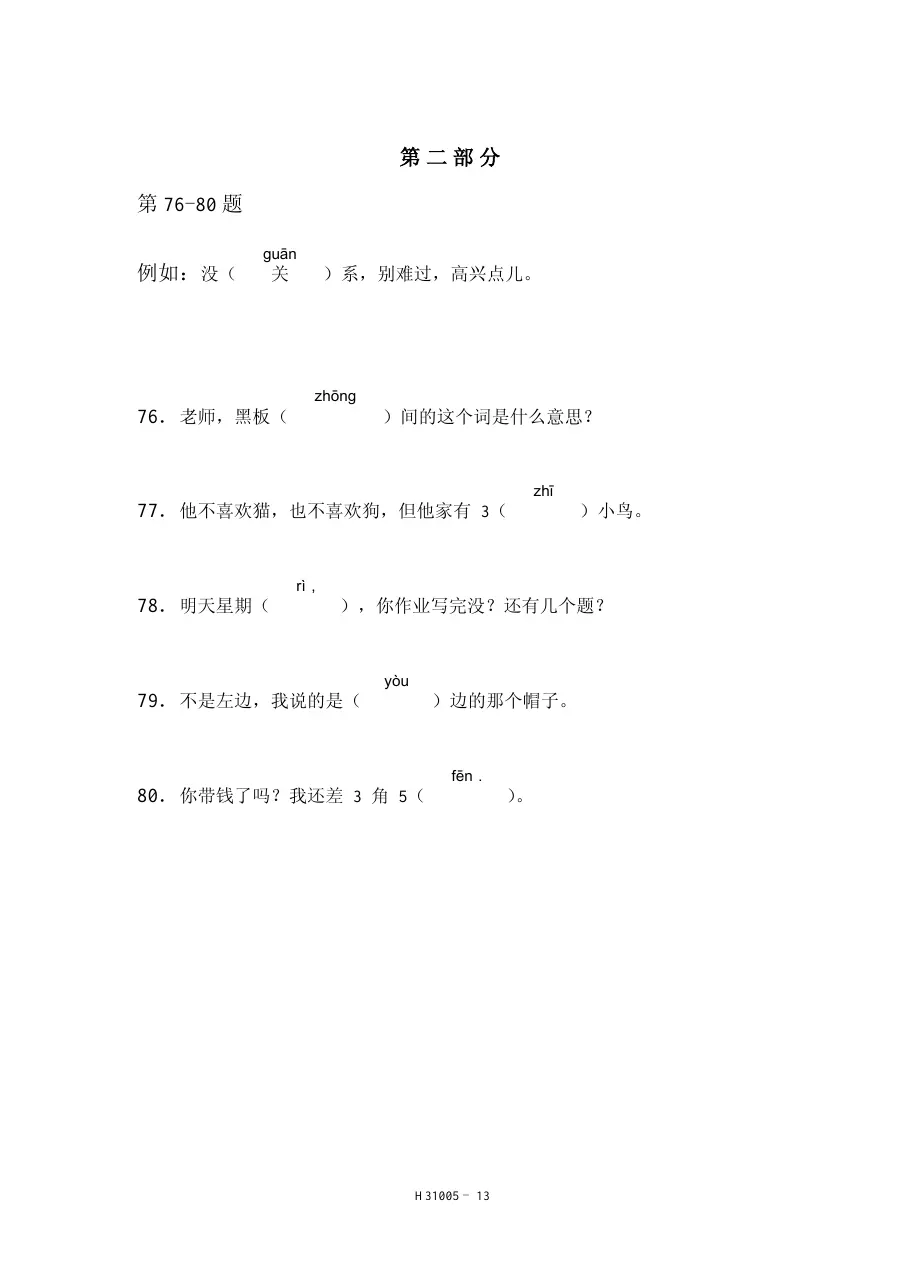 第二部分
第 76-80 题
guān
例如：没（ 关 ）系，别难过，高兴点儿。
zhōng
76. 老师，黑板（ ）间的这个词是什么意思？
zhī
77. 他不喜欢猫，也不喜欢狗，但他家有 3（ ）小鸟。
rì ,
78. 明天星期（ ），你作业写完没？还有几个题？
yòu
79. 不是左边，我说的是（ ）边的那个帽子。
fēn .
80. 你带钱了吗？我还差 3 角 5（ ）。
H31005 - 13